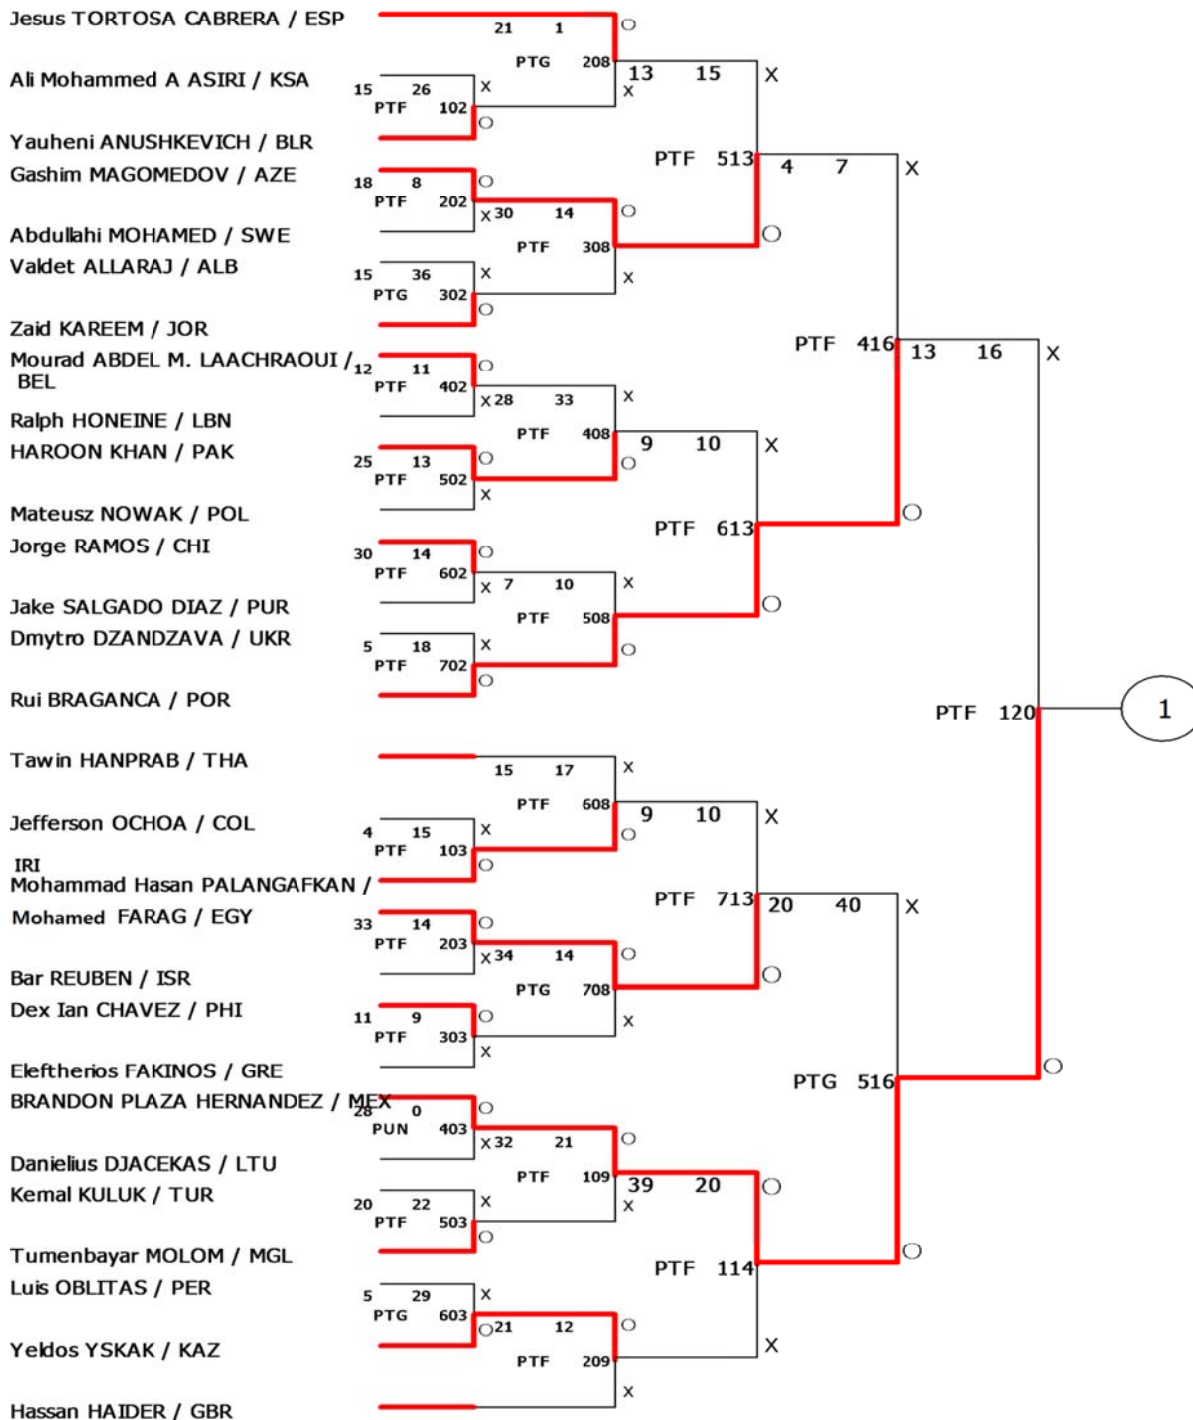 Jesus TORTOSA CABRERA / ESP
21 1 O
PTG 208
13 15 X
Ali Mohammed A ASIRI / KSA
15 26 X
PTF 102
X
O
Yauheni ANUSHKEVICH / BLR
PTF 513
4 7 X
Gashim MAGOMEDOV / AZE
18 8 O
PTF 202
X 30 14 O
Abdullahi MOHAMED / SWE
PTF 308
O
Valdet ALLARAJ / ALB
15 36 X
X
PTG 302
O
Zaid KAREEM / JOR
PTF 416
13 16 X
Mourad ABDEL M. LAACHRAOUI /
BEL
12 11 O
PTF 402
X 28 33 X
Ralph HONEINE / LBN
PTF 408
9 10 X
HAROON KHAN / PAK
25 13 O
O
PTF 502
X
Mateusz NOWAK / POL
O
PTF 613
Jorge RAMOS / CHI
30 14 O
PTF 602
X 7 10 X
Jake SALGADO DIAZ / PUR
O
PTF 508
Dmytro DZANDZAVA / UKR
5 18 X
O
PTF 702
O
Rui BRAGANCA / POR
PTF 120
1
Tawin HANPRAB / THA
15 17 X
PTF 608
9 10 X
Jefferson OCHOA / COL
4 15 X
O
PTF 103
O
IRI
Mohammad Hasan PALANGAFKAN /
PTF 713
20 40 X
Mohamed FARAG / EGY
33 14 O
PTF 203
X 34 14 O
Bar REUBEN / ISR
O
PTG 708
Dex Ian CHAVEZ / PHI
11 9 O
X
PTF 303
X
Eleftherios FAKINOS / GRE
O
PTG 516
BRANDON PLAZA HERNANDEZ / MEX
28 0 O
PUN 403
X 32 21 O
Danielius DJACEKAS / LTU
PTF 109
39 20 O
Kemal KULUK / TUR
20 22 X
X
PTF 503
O
Tumenbayar MOLOM / MGL
O
PTF 114
Luis OBLITAS / PER
5 29 X
PTG 603
O 21 12 O
Yeldos YSKAK / KAZ
X
PTF 209
X
Hassan HAIDER / GBR